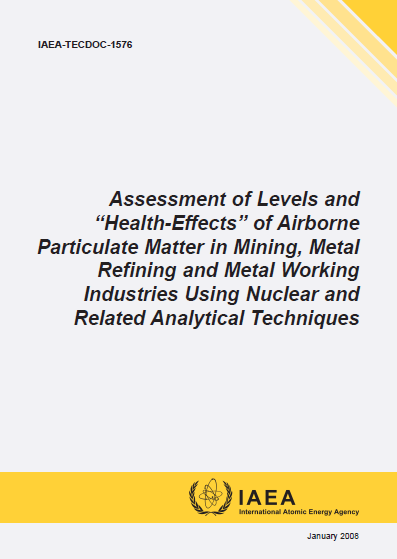 IAEA-TECDOC-1576
Assessment of Levels and
“Health-Effects” of Airborne
Particulate Matter in Mining, Metal
Refining and Metal Working
Industries Using Nuclear and
Related Analytical Techniques
IAEA
International Atomic Energy Agency
January 2008